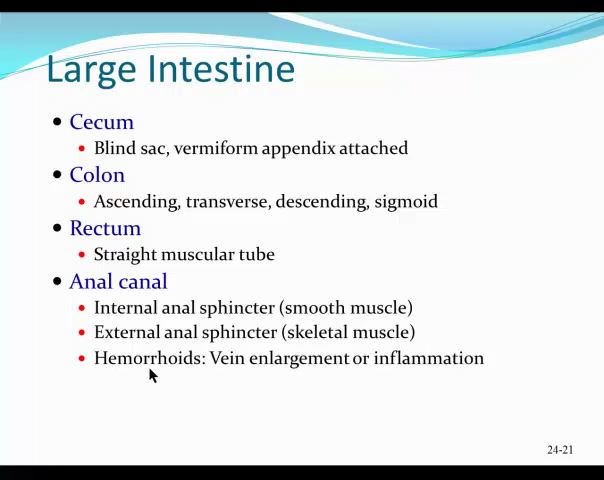 Large Intestine
• Cecum
• Blind sac, vermiform appendix attached
• Colon
• Ascending, transverse, descending, sigmoid
• Rectum
• Straight muscular tube
• Anal canal
• Internal anal sphincter (smooth muscle)
• External anal sphincter (skeletal muscle)
• Hemorrhoids: Vein enlargement or inflammation
24-21